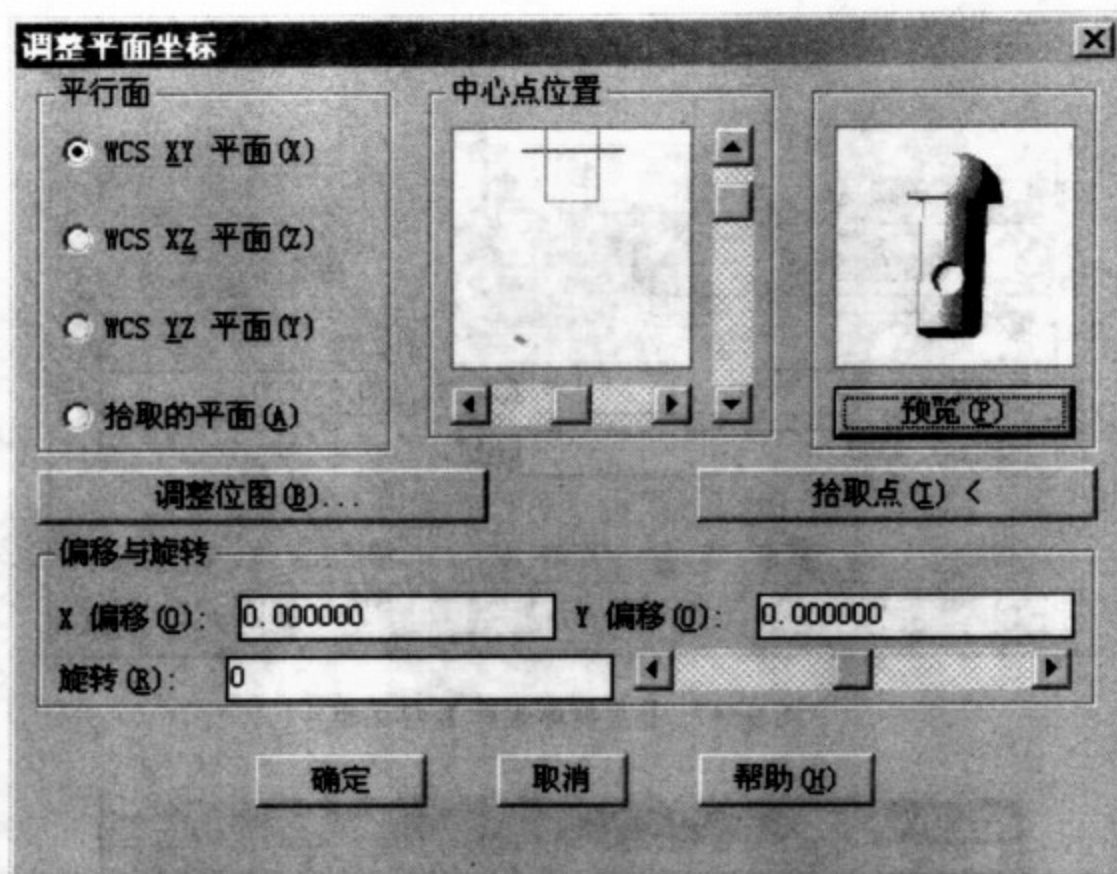 调整平面坐标
平行面
WCS XY 平面(X)
WCS XZ 平面(Z)
WCS YZ 平面(Y)
拾取的平面(A)
中心点位置
预览(P)
调整位图(B)...
拾取点(I) <
偏移与旋转
X 偏移(O): 0.000000
Y 偏移(O): 0.000000
旋转(R): 0
确定
取消
帮助(H)